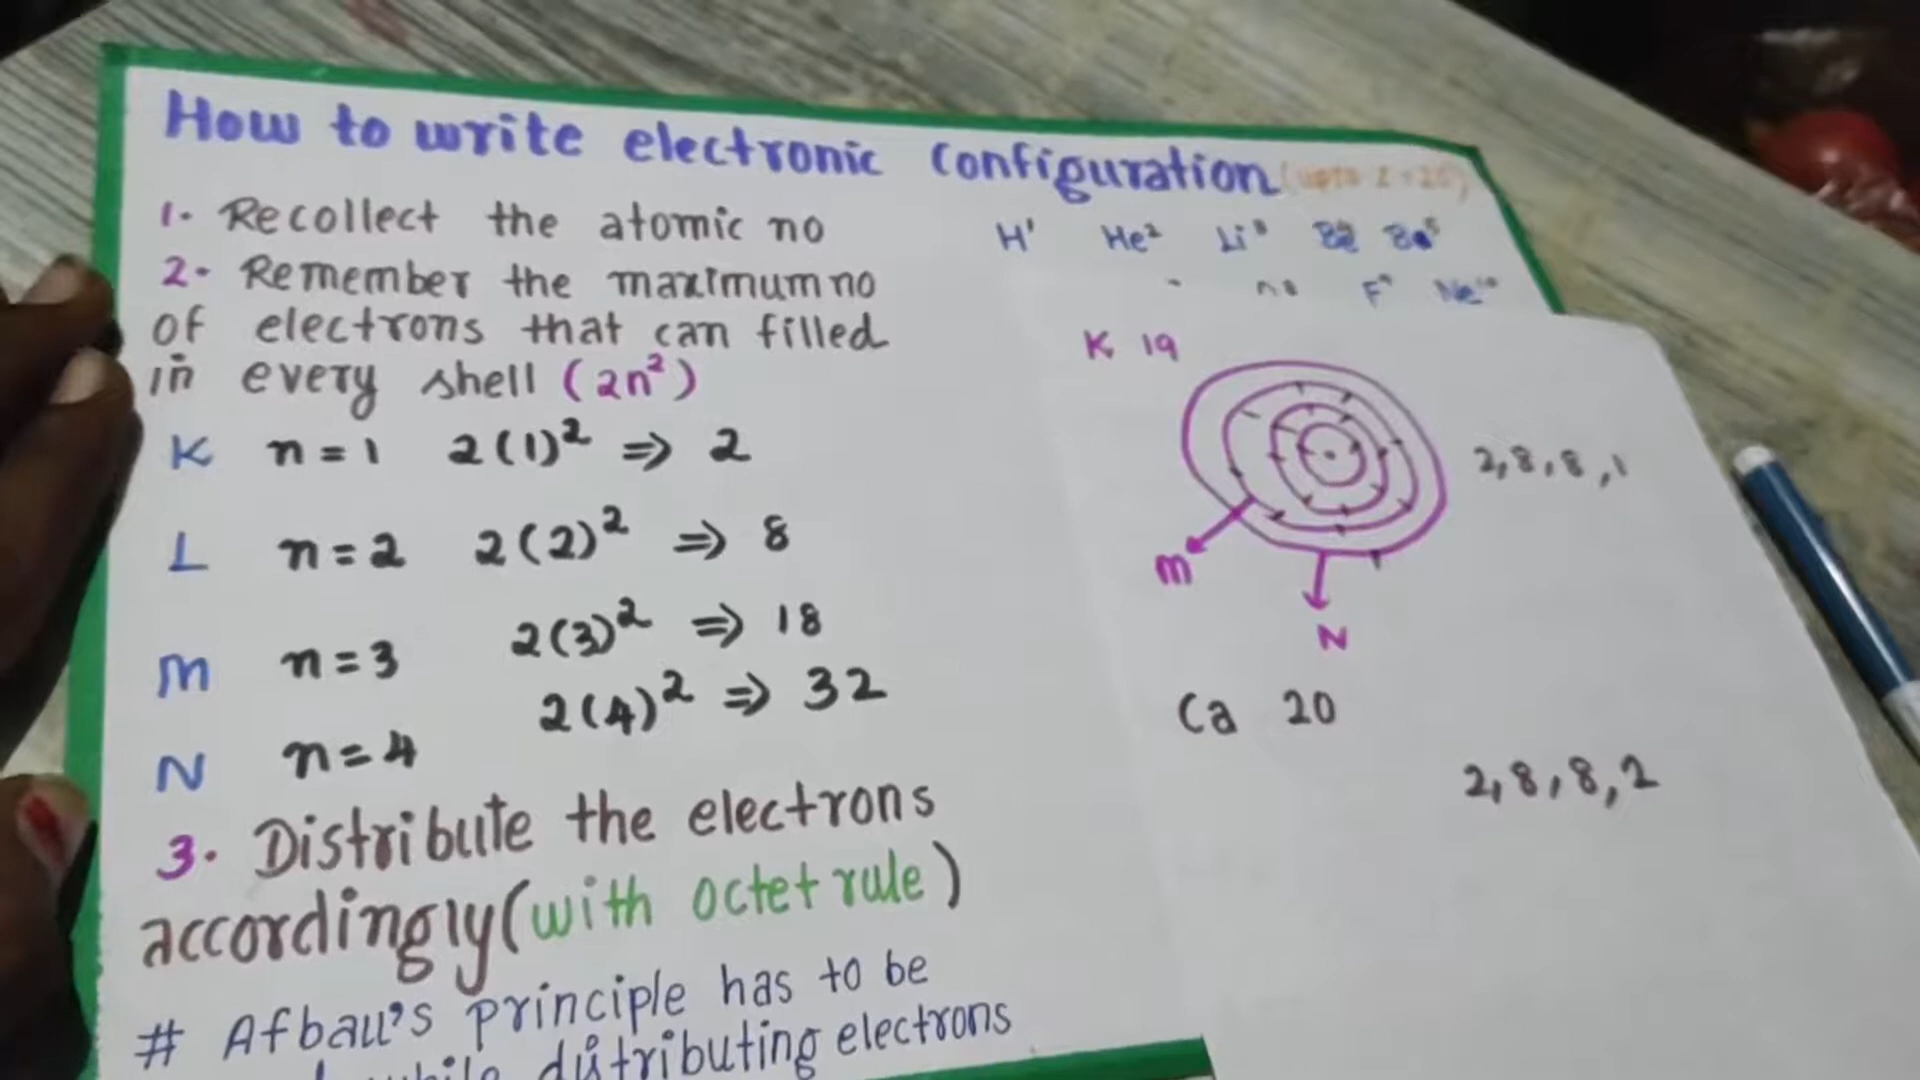 How to write electronic Configuration (upto Z=20)
1. Recollect the atomic no
2. Remember the maximum no
of electrons that can filled
in every shell (2n²)
K n=1 2(1)² ⇒ 2
L n=2 2(2)² ⇒ 8
M n=3 2(3)² ⇒ 18
N n=4 2(4)² ⇒ 32
3. Distribute the electrons
accordingly (with octet rule)
# Afbau's principle has to be
while distributing electrons
H¹ He² Li³
F⁹ Ne¹⁰
K 19
2,8,8,1
M
N
Ca 20
2,8,8,2